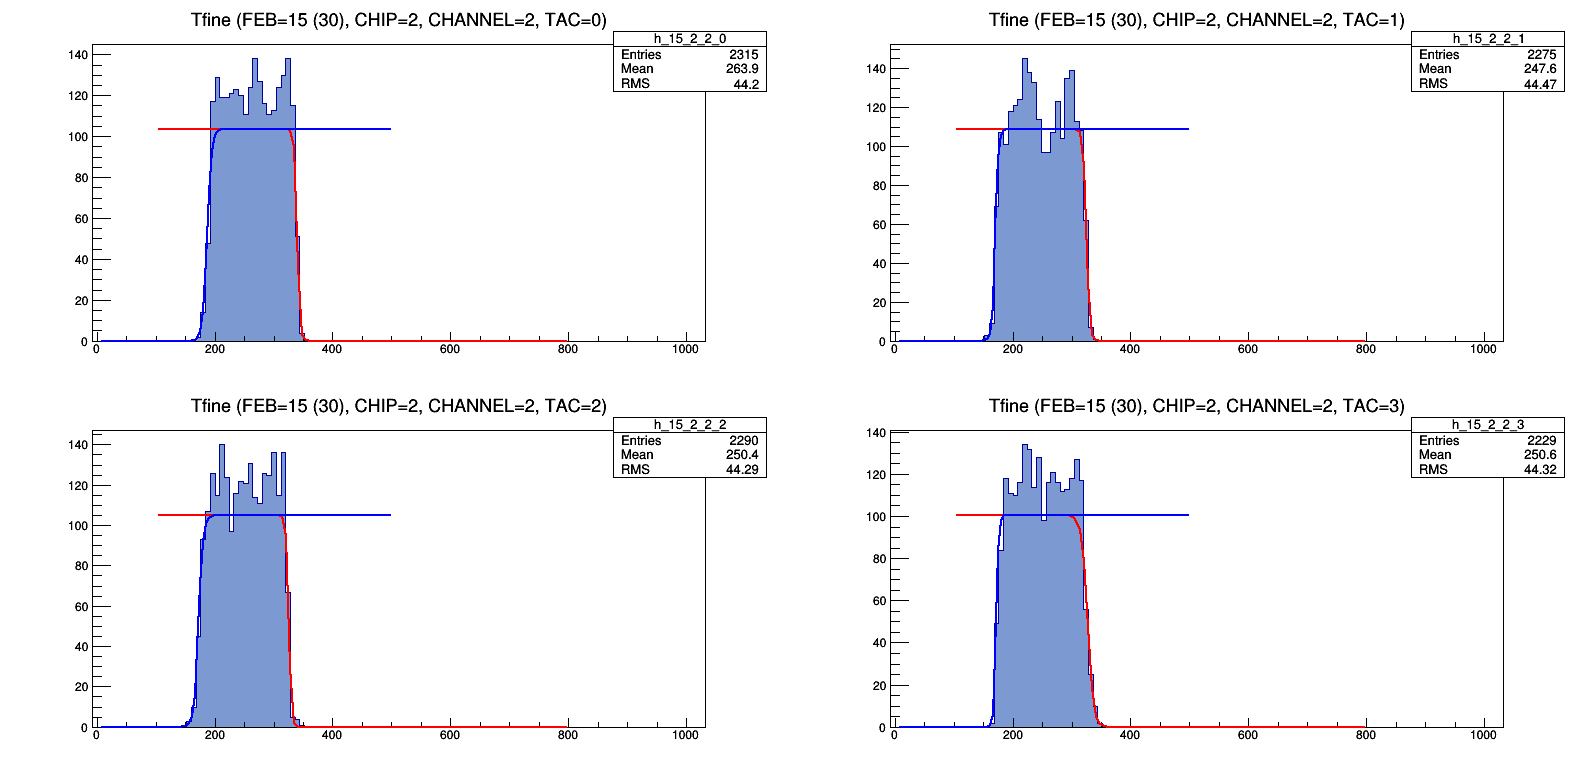 Tfine (FEB=15 (30), CHIP=2, CHANNEL=2, TAC=0)
h_15_2_2_0
Entries 2315
Mean 263.9
RMS 44.2
140
120
100
80
60
40
20
0
0 200 400 600 800 1000
Tfine (FEB=15 (30), CHIP=2, CHANNEL=2, TAC=1)
h_15_2_2_1
Entries 2275
Mean 247.6
RMS 44.47
140
120
100
80
60
40
20
0
0 200 400 600 800 1000
Tfine (FEB=15 (30), CHIP=2, CHANNEL=2, TAC=2)
h_15_2_2_2
Entries 2290
Mean 250.4
RMS 44.29
140
120
100
80
60
40
20
0
0 200 400 600 800 1000
Tfine (FEB=15 (30), CHIP=2, CHANNEL=2, TAC=3)
h_15_2_2_3
Entries 2229
Mean 250.6
RMS 44.32
140
120
100
80
60
40
20
0
0 200 400 600 800 1000